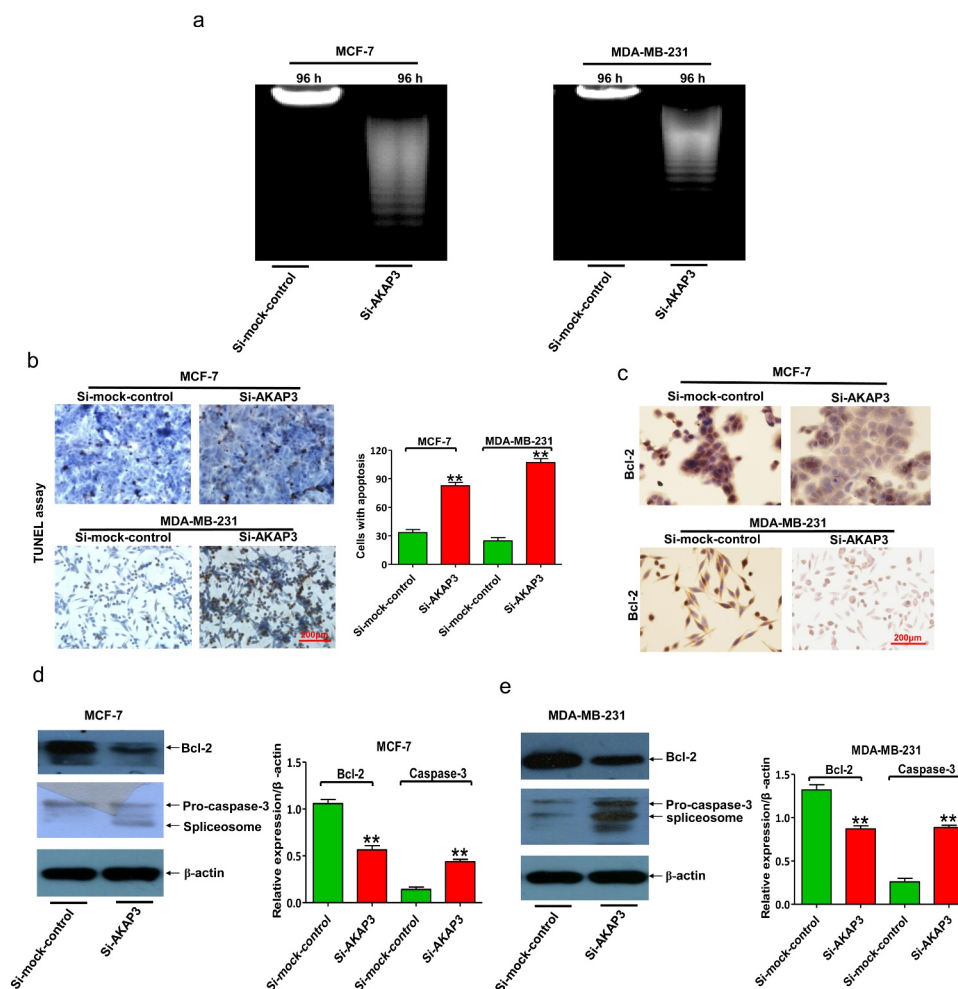 a
MCF-7
96 h 96 h
Si-mock-control
Si-AKAP3
MDA-MB-231
96 h 96 h
Si-mock-control
Si-AKAP3
b
MCF-7
Si-mock-control Si-AKAP3
TUNEL assay
MDA-MB-231
Si-mock-control Si-AKAP3
200μm
MCF-7 MDA-MB-231
Cells with apoptosis
120
90
60
30
0
** **
Si-mock-control
Si-AKAP3
Si-mock-control
Si-AKAP3
c
MCF-7
Si-mock-control Si-AKAP3
Bcl-2
MDA-MB-231
Si-mock-control Si-AKAP3
Bcl-2
200μm
d
MCF-7
Bcl-2
Pro-caspase-3
Spliceosome
β-actin
Si-mock-control
Si-AKAP3
MCF-7
Bcl-2 Caspase-3
Relative expression/β -actin
1.5
1.0
0.5
0.0
** **
Si-mock-control
Si-AKAP3
Si-mock-control
Si-AKAP3
e
MDA-MB-231
Bcl-2
Pro-caspase-3
spliceosome
β-actin
Si-mock-control
Si-AKAP3
MDA-MB-231
Bcl-2 Caspase-3
Relative expression/β -actin
1.5
1.0
0.5
0.0
** **
Si-mock-control
Si-AKAP3
Si-mock-control
Si-AKAP3